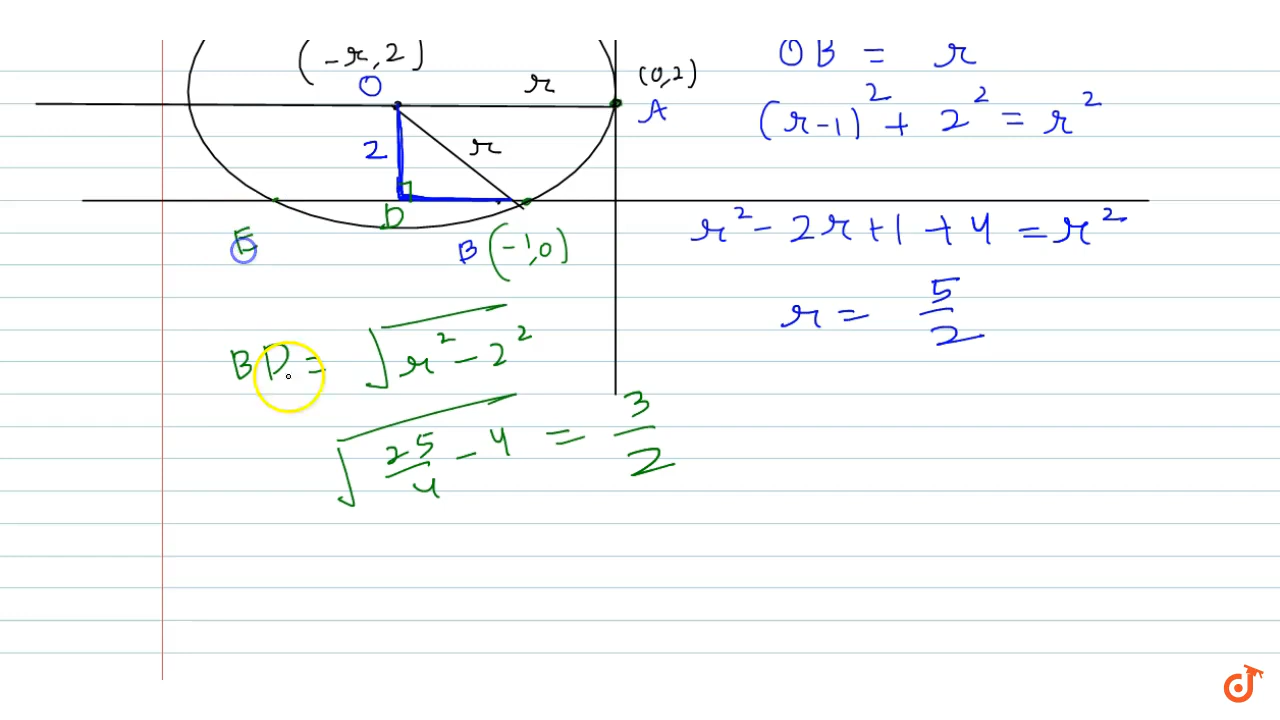 (-r, 2)
O
r
(0,2)
A
2
r
D
E
B (-1,0)
OB = r
(r-1)² + 2² = r²
r² - 2r + 1 + 4 = r²
r = 5/2
BD = √(r² - 2²)
√(25/4 - 4) = 3/2